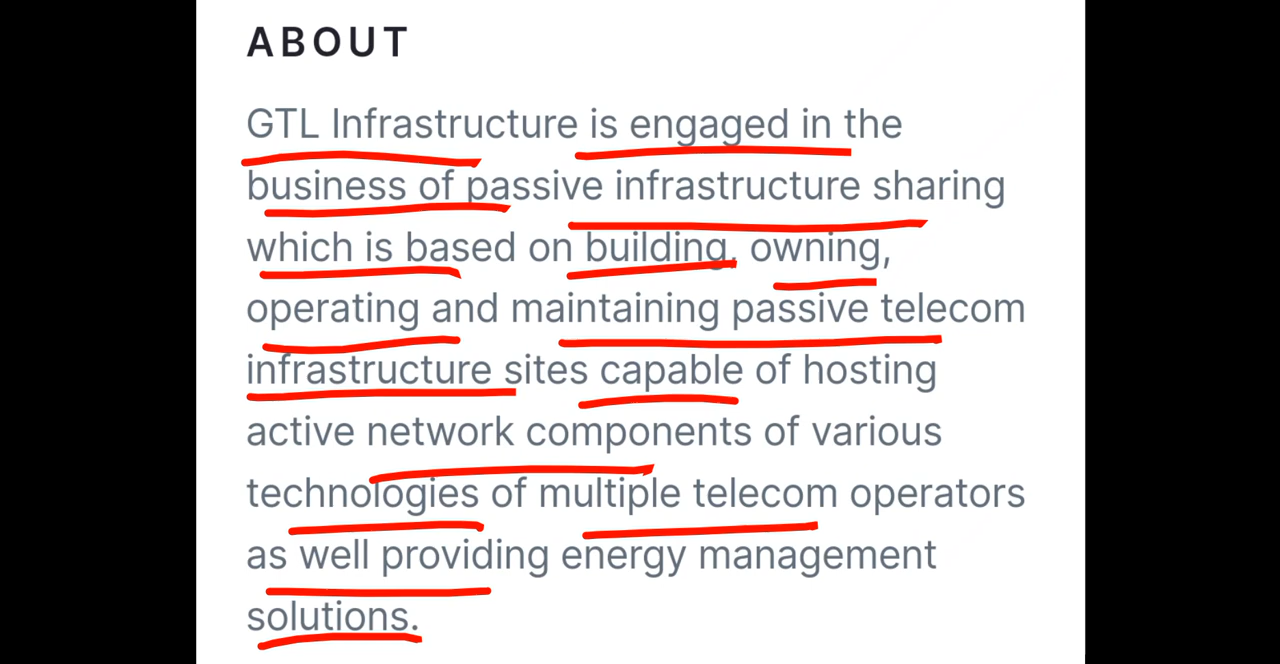 ABOUT
GTL Infrastructure is engaged in the
business of passive infrastructure sharing
which is based on building, owning,
operating and maintaining passive telecom
infrastructure sites capable of hosting
active network components of various
technologies of multiple telecom operators
as well providing energy management
solutions.